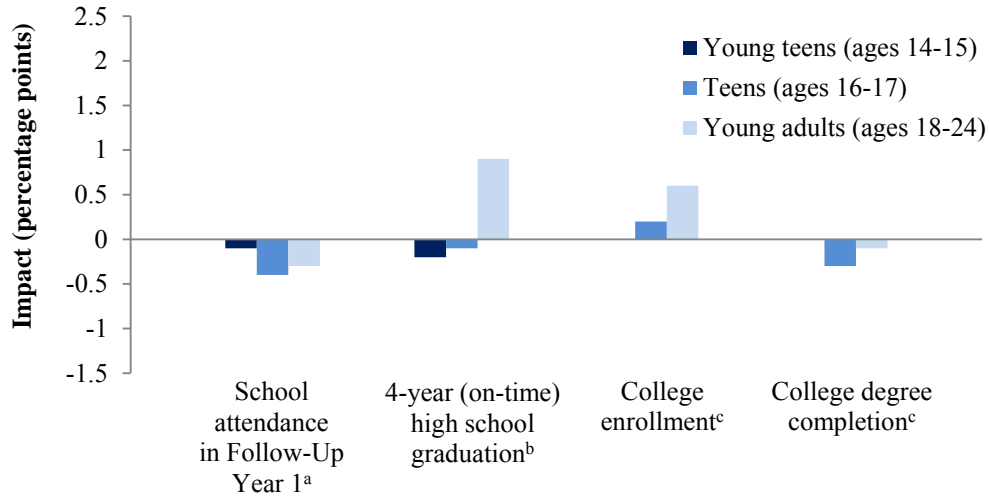 Impact (percentage points)
2.5
2
1.5
1
0.5
0
-0.5
-1
-1.5
Young teens (ages 14-15)
Teens (ages 16-17)
Young adults (ages 18-24)
School
attendance
in Follow-Up
Year 1ᵃ
4-year (on-time)
high school
graduationᵇ
College
enrollmentᶜ
College degree
completionᶜ